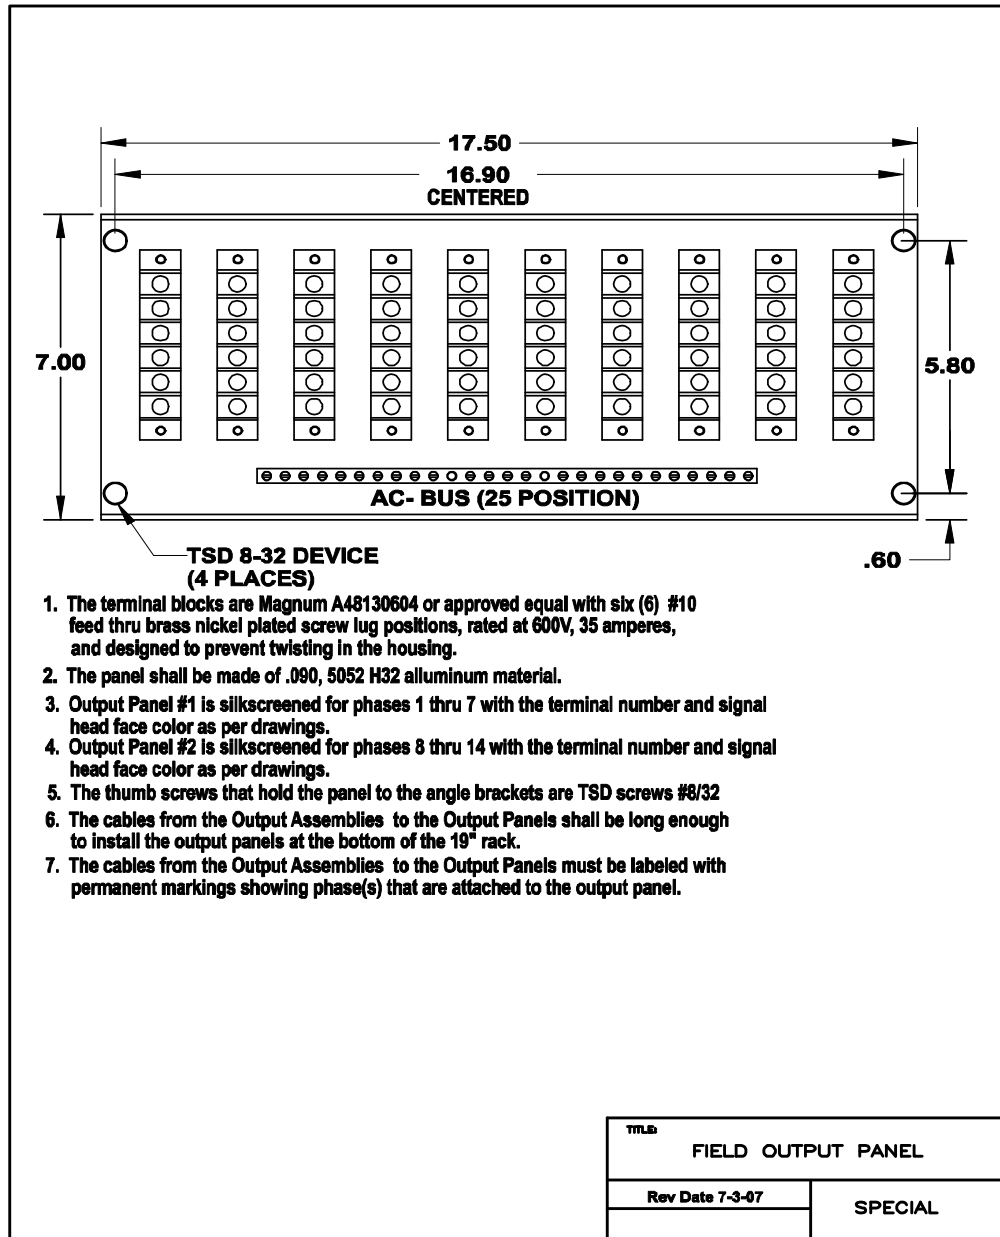 17.50
16.90
CENTERED
7.00
5.80
AC- BUS (25 POSITION)
TSD 8-32 DEVICE
(4 PLACES)
.60
1. The terminal blocks are Magnum A48130604 or approved equal with six (6) #10
feed thru brass nickel plated screw lug positions, rated at 600V, 35 amperes,
and designed to prevent twisting in the housing.
2. The panel shall be made of .090, 5052 H32 alluminum material.
3. Output Panel #1 is silkscreened for phases 1 thru 7 with the terminal number and signal
head face color as per drawings.
4. Output Panel #2 is silkscreened for phases 8 thru 14 with the terminal number and signal
head face color as per drawings.
5. The thumb screws that hold the panel to the angle brackets are TSD screws #8/32
6. The cables from the Output Assemblies to the Output Panels shall be long enough
to install the output panels at the bottom of the 19" rack.
7. The cables from the Output Assemblies to the Output Panels must be labeled with
permanent markings showing phase(s) that are attached to the output panel.
TITLE:
FIELD OUTPUT PANEL
Rev Date 7-3-07
SPECIAL